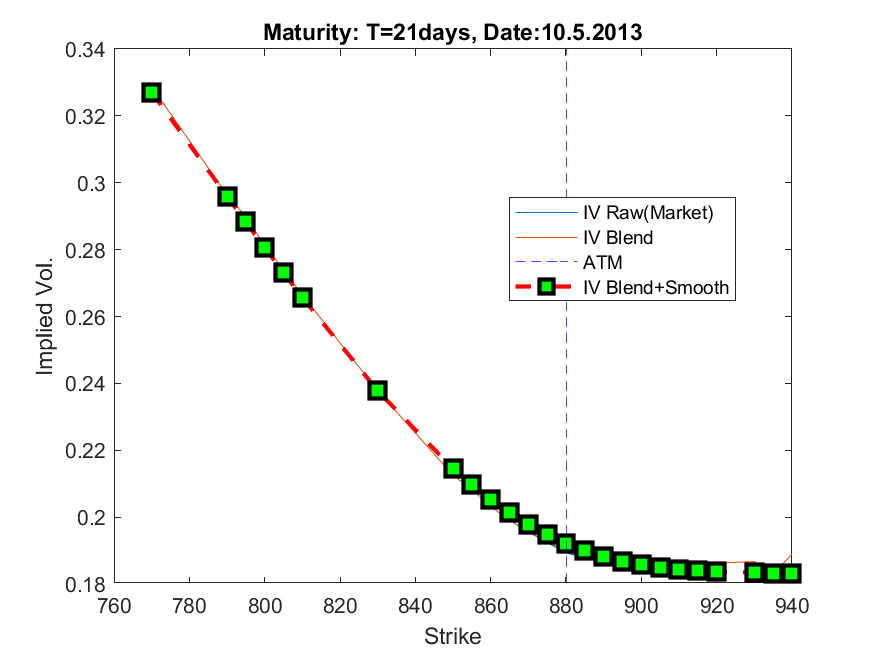 Maturity: T=21days, Date:10.5.2013
0.34
0.32
0.3
0.28
0.26
0.24
0.22
0.2
0.18
Implied Vol.
IV Raw(Market)
IV Blend
ATM
IV Blend+Smooth
760 780 800 820 840 860 880 900 920 940
Strike